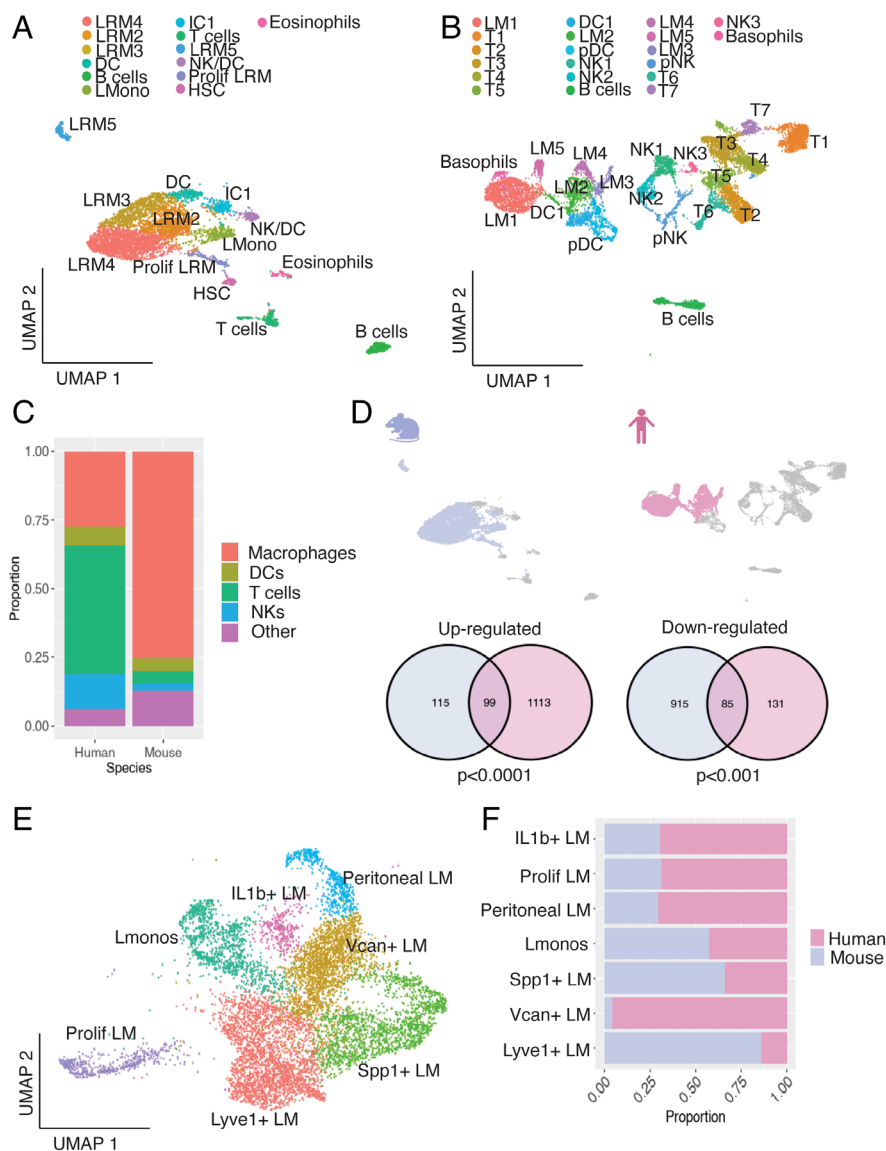 A
LRM4
LRM2
LRM3
DC
B cells
LMono
IC1
T cells
LRM5
NK/DC
Prolif LRM
HSC
Eosinophils
LRM5
DC
LRM3
IC1
LRM2
NK/DC
LMono
LRM4
Prolif LRM
Eosinophils
HSC
T cells
B cells
UMAP 2
UMAP 1
B
LM1
T1
T2
T3
T4
T5
DC1
LM2
pDC
NK1
NK2
B cells
LM4
LM5
LM3
pNK
T6
T7
NK3
Basophils
T7
T3
T1
LM5
LM4
NK1
NK3
T4
Basophils
LM2
LM3
T5
NK2
LM1
DC1
T6
T2
pDC
pNK
B cells
UMAP 2
UMAP 1
C
1.00
0.75
0.50
0.25
0.00
Proportion
Human
Mouse
Species
Macrophages
DCs
T cells
NKs
Other
D
Up-regulated
115
99
1113
p<0.0001
Down-regulated
915
85
131
p<0.001
E
Peritoneal LM
IL1b+ LM
Lmonos
Vcan+ LM
Prolif LM
Spp1+ LM
Lyve1+ LM
UMAP 2
UMAP 1
F
IL1b+ LM
Prolif LM
Peritoneal LM
Lmonos
Spp1+ LM
Vcan+ LM
Lyve1+ LM
0.00
0.25
0.50
0.75
1.00
Proportion
Human
Mouse